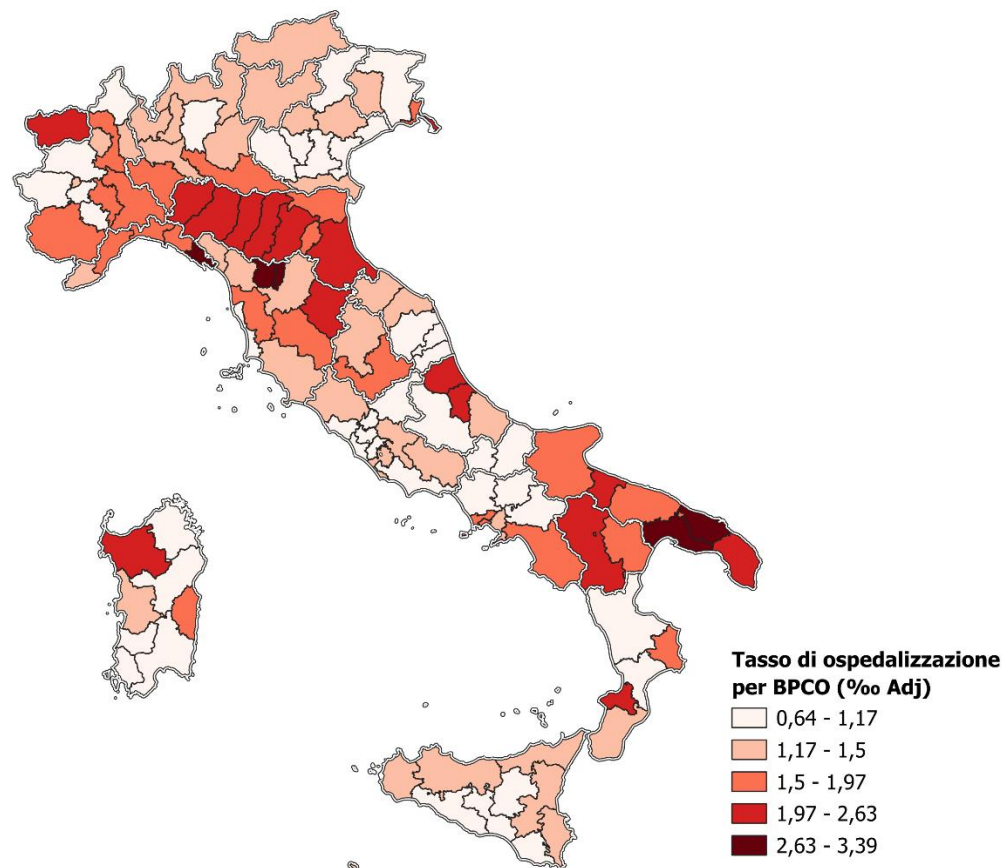 Tasso di ospedalizzazione
per BPCO (‰ Adj)
0,64 - 1,17
1,17 - 1,5
1,5 - 1,97
1,97 - 2,63
2,63 - 3,39